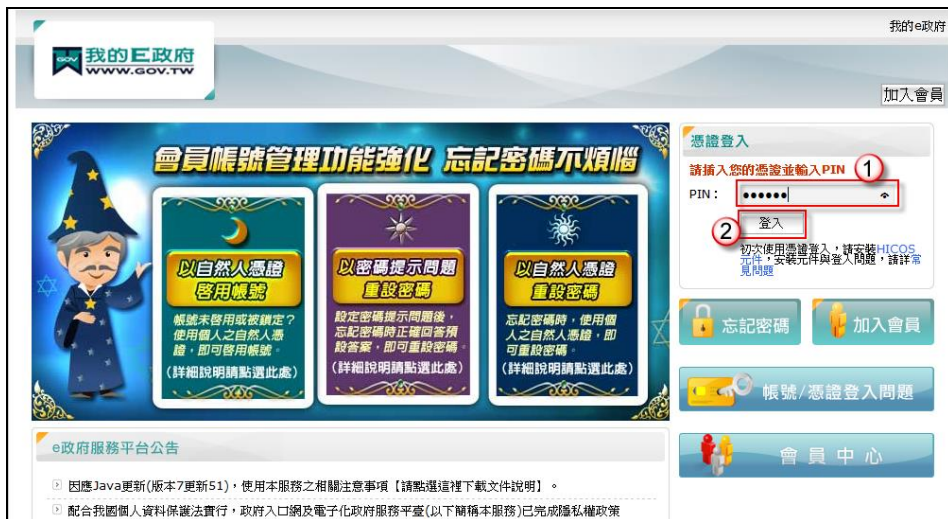 我的e政府
GOV 我的E政府
WWW.GOV.TW
加入會員
會員帳號管理功能強化 忘記密碼不煩惱
以自然人憑證
啓用帳號
帳號未啓用或被鎖定?
使用個人之自然人憑
證,即可啓用帳號。
(詳細說明請點選此處)
以密碼提示問題
重設密碼
設定密碼提示問題後,
忘記密碼時正確回答預
設答案,即可重設密碼。
(詳細說明請點選此處)
以自然人憑證
重設密碼
忘記密碼時,使用個
人之自然人憑證,即
可重設密碼。
(詳細說明請點選此處)
憑證登入
請插入您的憑證並輸入PIN
1
PIN: ••••••
2
登入
初次使用憑證登入,請安裝HICOS
元件,安裝元件與登入問題,請詳常
見問題
忘記密碼
加入會員
帳號/憑證登入問題
會員中心
e政府服務平台公告
因應Java更新(版本7更新51),使用本服務之相關注意事項【請點選這裡下載文件說明】。
配合我國個人資料保護法實行,政府入口網及電子化政府服務平臺(以下簡稱本服務)已完成隱私權政策